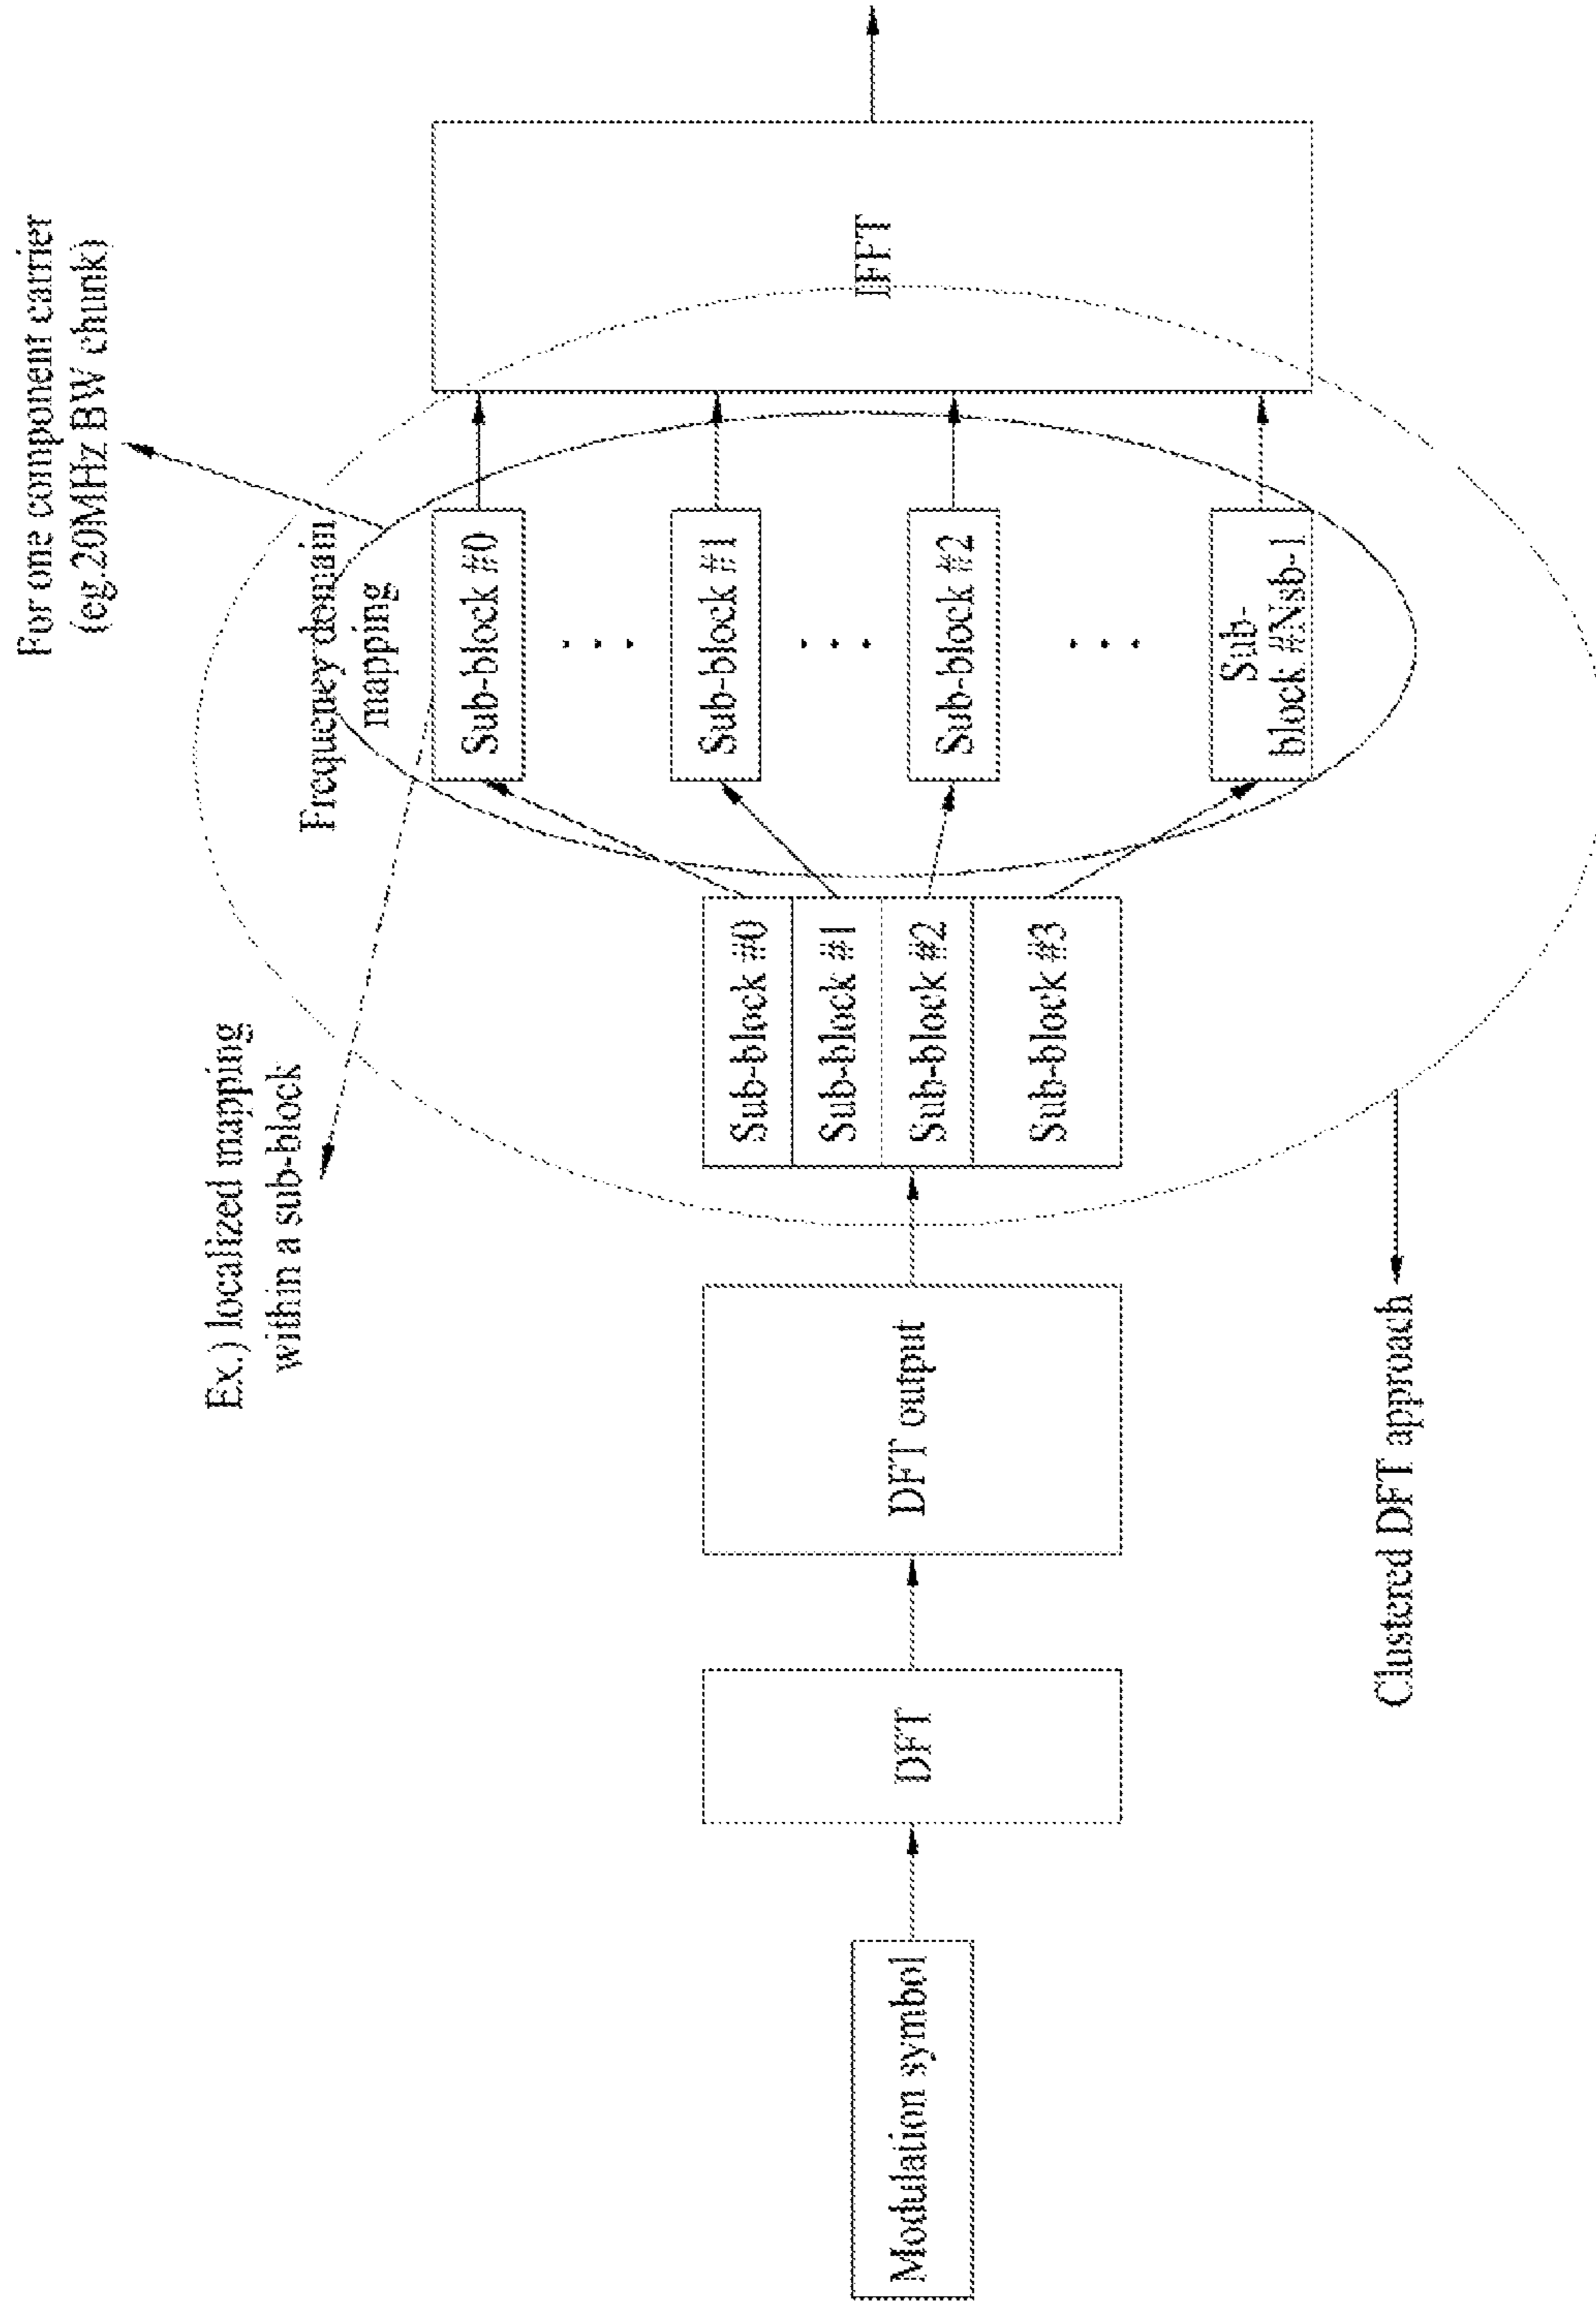 For one component carrier
(eg.20MHz BW chunk)
Ex.) localized mapping
within a sub-block
Frequency domain
mapping
Modulation symbol
DFT
DFT output
Sub-block #0
Sub-block #1
Sub-block #2
Sub-block #3
Sub-block #0
Sub-block #1
Sub-block #2
Sub-
block #Nsb-1
IFFT
Clustered DFT approach